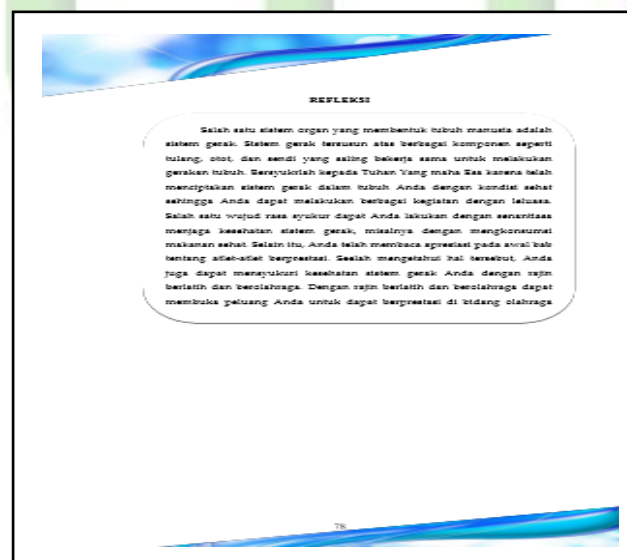 REFLEKSI
Salah satu sistem organ yang membentuk tubuh manusia adalah
sistem gerak. Sistem gerak tersusun atas berbagai komponen seperti
tulang, otot, dan sendi yang saling bekerja sama untuk melakukan
gerakan tubuh. Bersyukrlah kepada Tuhan Yang maha Esa karena telah
menciptakan sistem gerak dalam tubuh Anda dengan kondisi sehat
sehingga Anda dapat melakukan berbagai kegiatan dengan leluasa.
Salah satu wujud rasa syukur dapat Anda lakukan dengan senantiasa
menjaga kesehatan sistem gerak, misalnya dengan mengkonsumsi
makanan sehat. Selain itu, Anda telah membaca apresiasi pada awal bab
tentang atlet-atlet berprestasi. Seelah mengetahui hal tersebut, Anda
juga dapat mensyukuri kesehatan sistem gerak Anda dengan rajin
berlatih dan berolahraga. Dengan rajin berlatih dan berolahraga dapat
membuka peluang Anda untuk dapat berprestasi di bidang olahraga
78